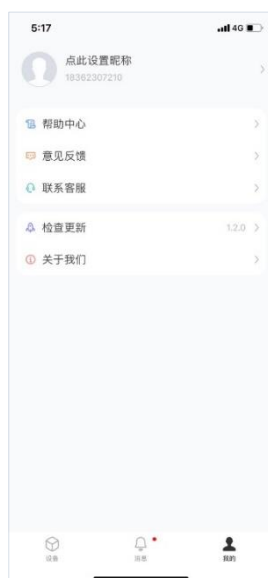 5:17
4G
点此设置昵称
18362307210
帮助中心
意见反馈
联系客服
检查更新
1.2.0
关于我们
设备
消息
我的